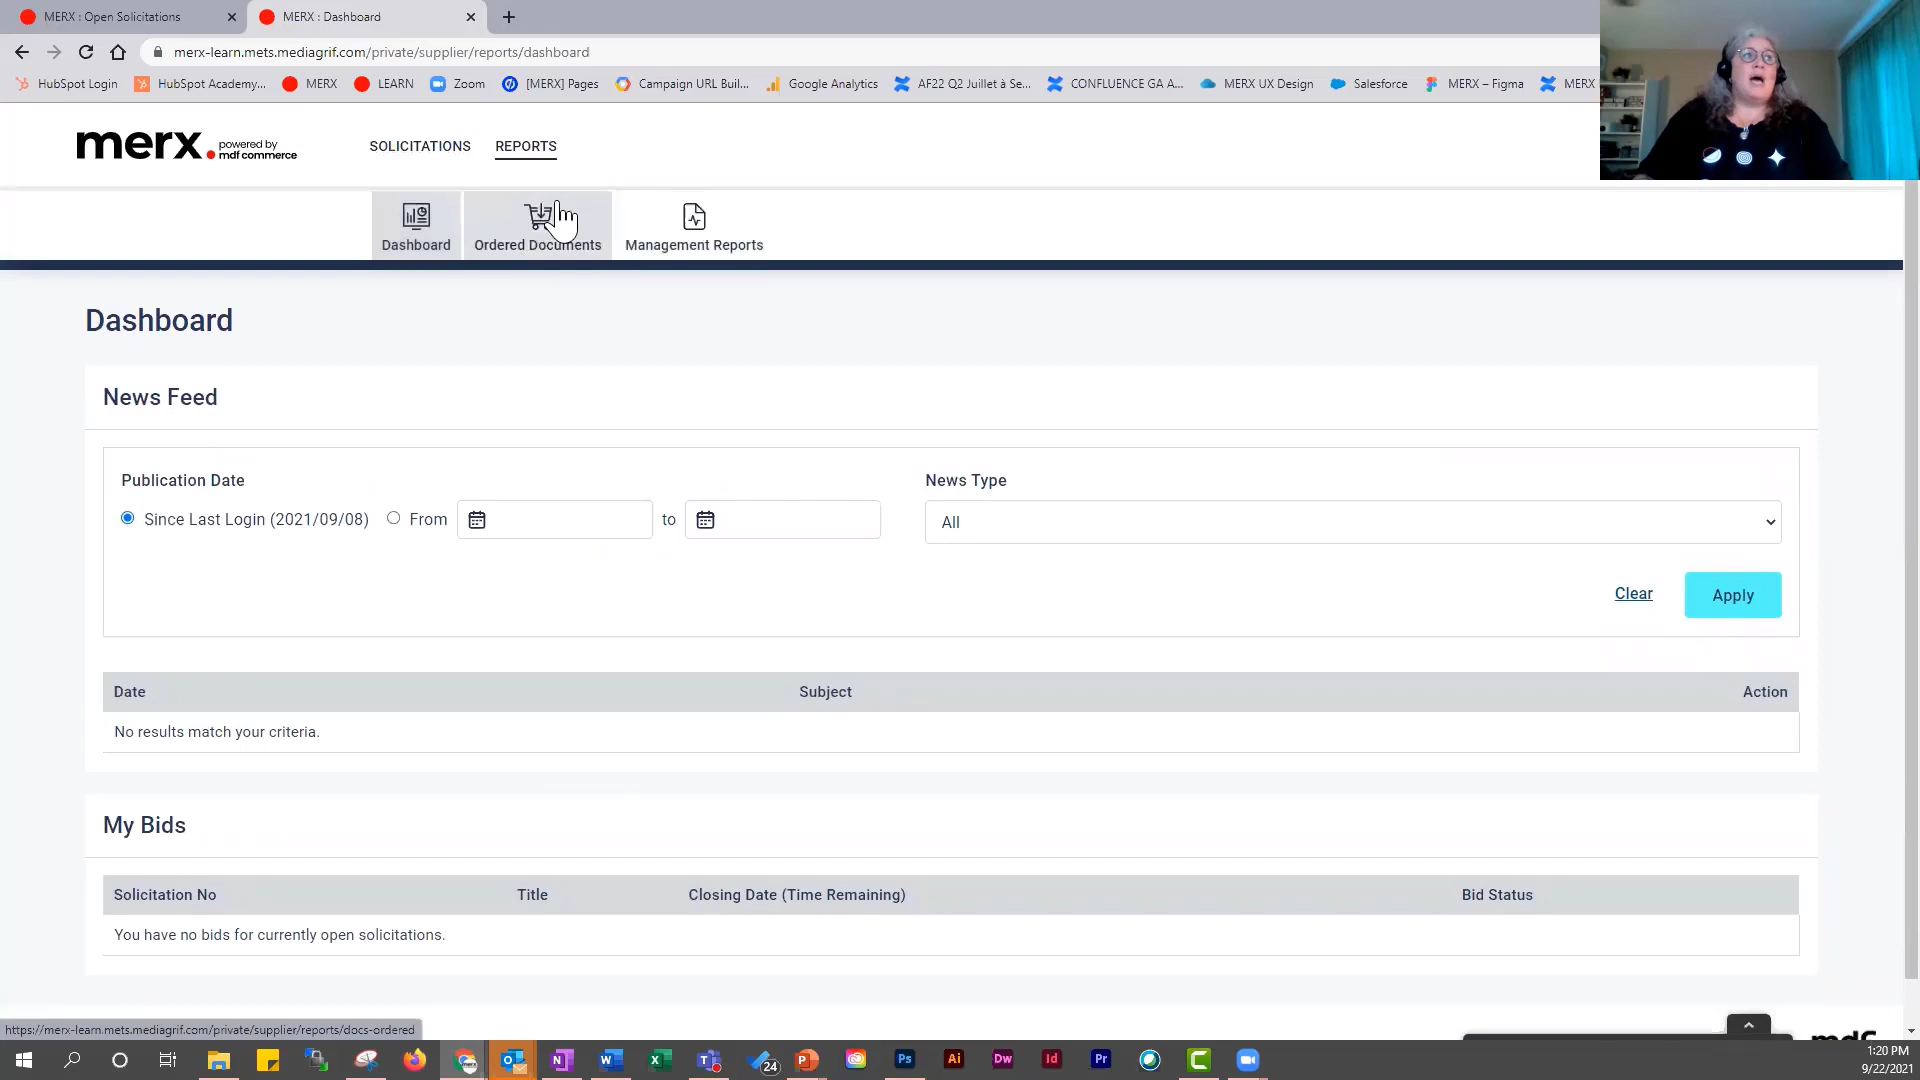 MERX : Open Solicitations
MERX : Dashboard
merx-learn.mets.mediagrif.com/private/supplier/reports/dashboard
HubSpot Login
HubSpot Academy...
MERX
LEARN
Zoom
[MERX] Pages
Campaign URL Buil...
Google Analytics
AF22 Q2 Juillet à Se...
CONFLUENCE GA A...
MERX UX Design
Salesforce
MERX – Figma
MERX
merx. powered by
mdf commerce
SOLICITATIONS
REPORTS
Dashboard
Ordered Documents
Management Reports
Dashboard
News Feed
Publication Date
News Type
Since Last Login (2021/09/08)
From
to
All
Clear
Apply
Date
Subject
Action
No results match your criteria.
My Bids
Solicitation No
Title
Closing Date (Time Remaining)
Bid Status
You have no bids for currently open solicitations.
https://merx-learn.mets.mediagrif.com/private/supplier/reports/docs-ordered
24
Ps
Ai
Dw
Id
Pr
1:20 PM
9/22/2021